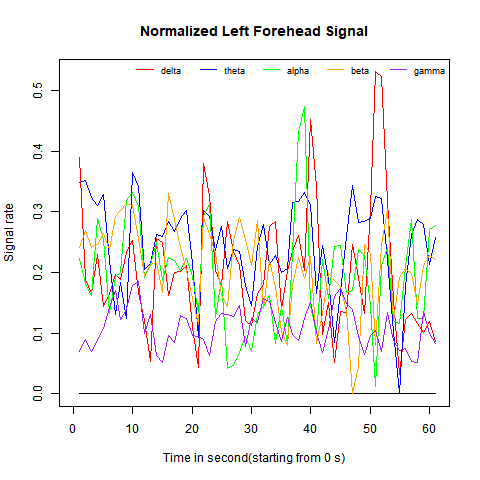 Normalized Left Forehead Signal
delta theta alpha beta gamma
Signal rate
0.5
0.4
0.3
0.2
0.1
0.0
0 10 20 30 40 50 60
Time in second(starting from 0 s)